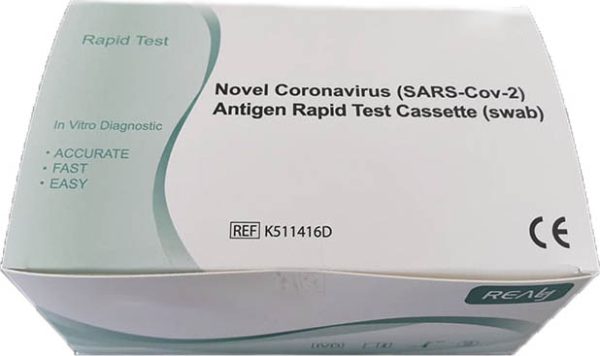 Rapid Test
Novel Coronavirus (SARS-Cov-2)
Antigen Rapid Test Cassette (swab)
In Vitro Diagnostic
· ACCURATE
· FAST
· EASY
REF K511416D
CE